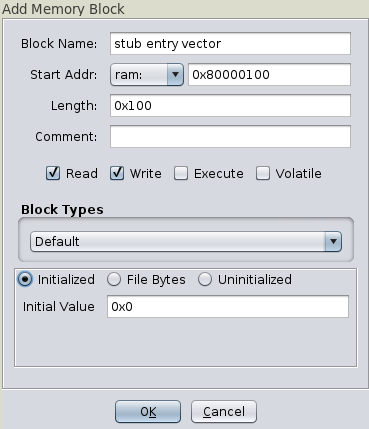 Add Memory Block
Block Name: stub entry vector
Start Addr: ram: 0x80000100
Length: 0x100
Comment:
Read Write Execute Volatile
Block Types
Default
Initialized File Bytes Uninitialized
Initial Value 0x0
OK Cancel